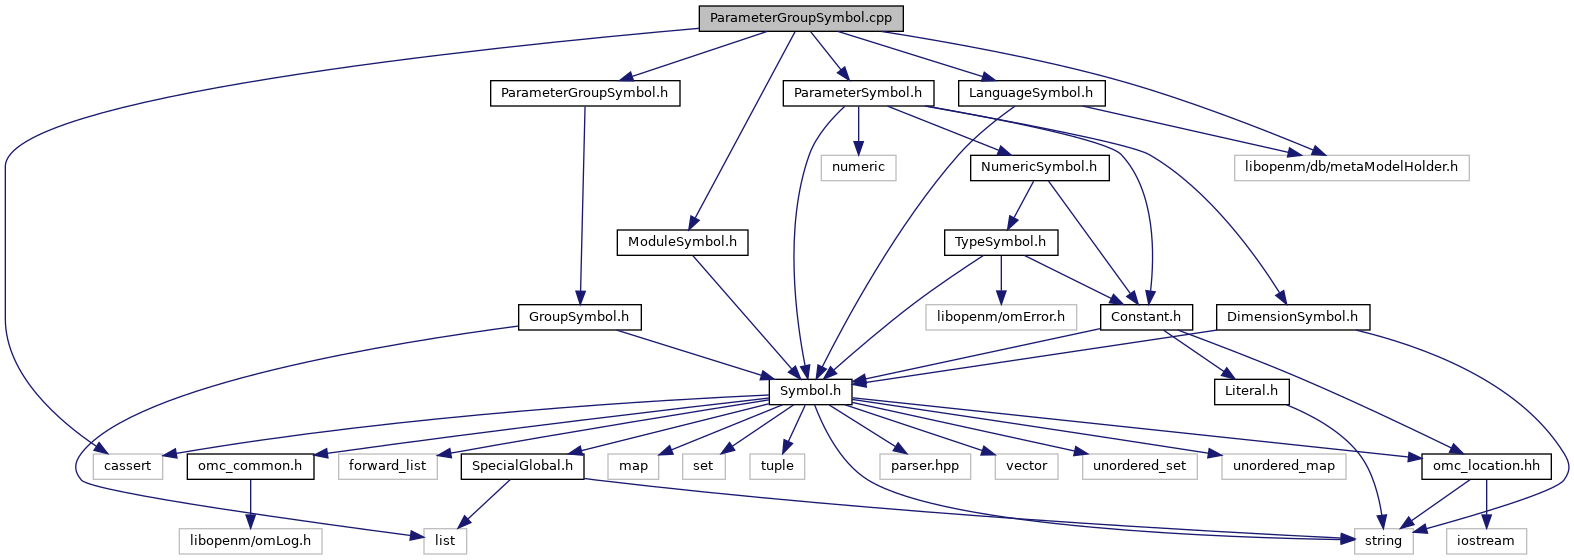 ParameterGroupSymbol.cpp
ParameterGroupSymbol.h
ParameterSymbol.h
LanguageSymbol.h
numeric
NumericSymbol.h
libopenm/db/metaModelHolder.h
ModuleSymbol.h
TypeSymbol.h
GroupSymbol.h
libopenm/omError.h
Constant.h
DimensionSymbol.h
Symbol.h
Literal.h
cassert
omc_common.h
forward_list
SpecialGlobal.h
map
set
tuple
parser.hpp
vector
unordered_set
unordered_map
omc_location.hh
libopenm/omLog.h
list
string
iostream